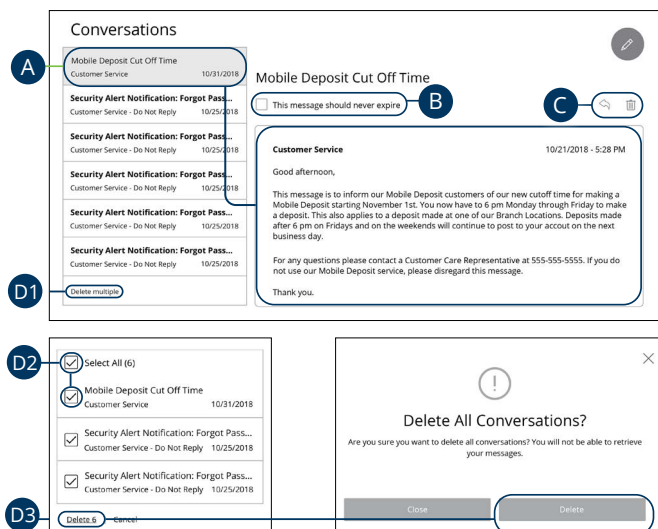 Conversations
A
Mobile Deposit Cut Off Time
Customer Service 10/31/2018
Security Alert Notification: Forgot Pass...
Customer Service - Do Not Reply 10/25/2018
Security Alert Notification: Forgot Pass...
Customer Service - Do Not Reply 10/25/2018
Security Alert Notification: Forgot Pass...
Customer Service - Do Not Reply 10/25/2018
Security Alert Notification: Forgot Pass...
Customer Service - Do Not Reply 10/25/2018
Security Alert Notification: Forgot Pass...
Customer Service - Do Not Reply 10/25/2018
D1
Delete multiple
Mobile Deposit Cut Off Time
This message should never expire
B
C
Customer Service 10/21/2018 - 5:28 PM
Good afternoon,
This message is to inform our Mobile Deposit customers of our new cutoff time for making a
Mobile Deposit starting November 1st. You now have to 6 pm Monday through Friday to make
a deposit. This also applies to a deposit made at one of our Branch Locations. Deposits made
after 6 pm on Fridays and on the weekends will continue to post to your accout on the next
business day.
For any questions please contact a Customer Care Representative at 555-555-5555. If you do
not use our Mobile Deposit service, please disregard this message.
Thank you.
D2
Select All (6)
Mobile Deposit Cut Off Time
Customer Service 10/31/2018
Security Alert Notification: Forgot Pass...
Customer Service - Do Not Reply 10/25/2018
Security Alert Notification: Forgot Pass...
Customer Service - Do Not Reply 10/25/2018
D3
Delete 6 Cancel
Delete All Conversations?
Are you sure you want to delete all conversations? You will not be able to retrieve
your messages.
Close Delete